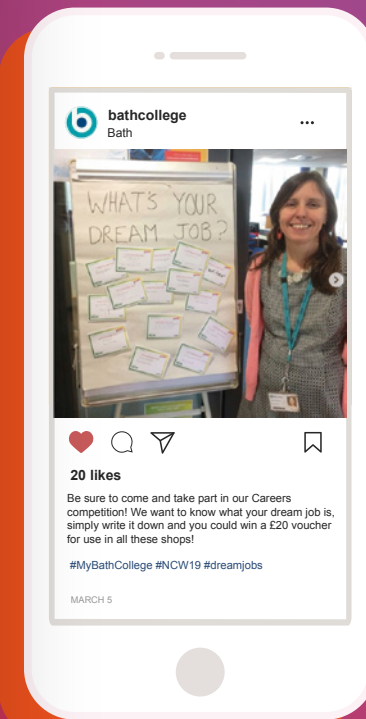 bathcollege
Bath
WHAT'S YOUR
DREAM JOB?
20 likes
Be sure to come and take part in our Careers
competition! We want to know what your dream job is,
simply write it down and you could win a £20 voucher
for use in all these shops!
#MyBathCollege #NCW19 #dreamjobs
MARCH 5